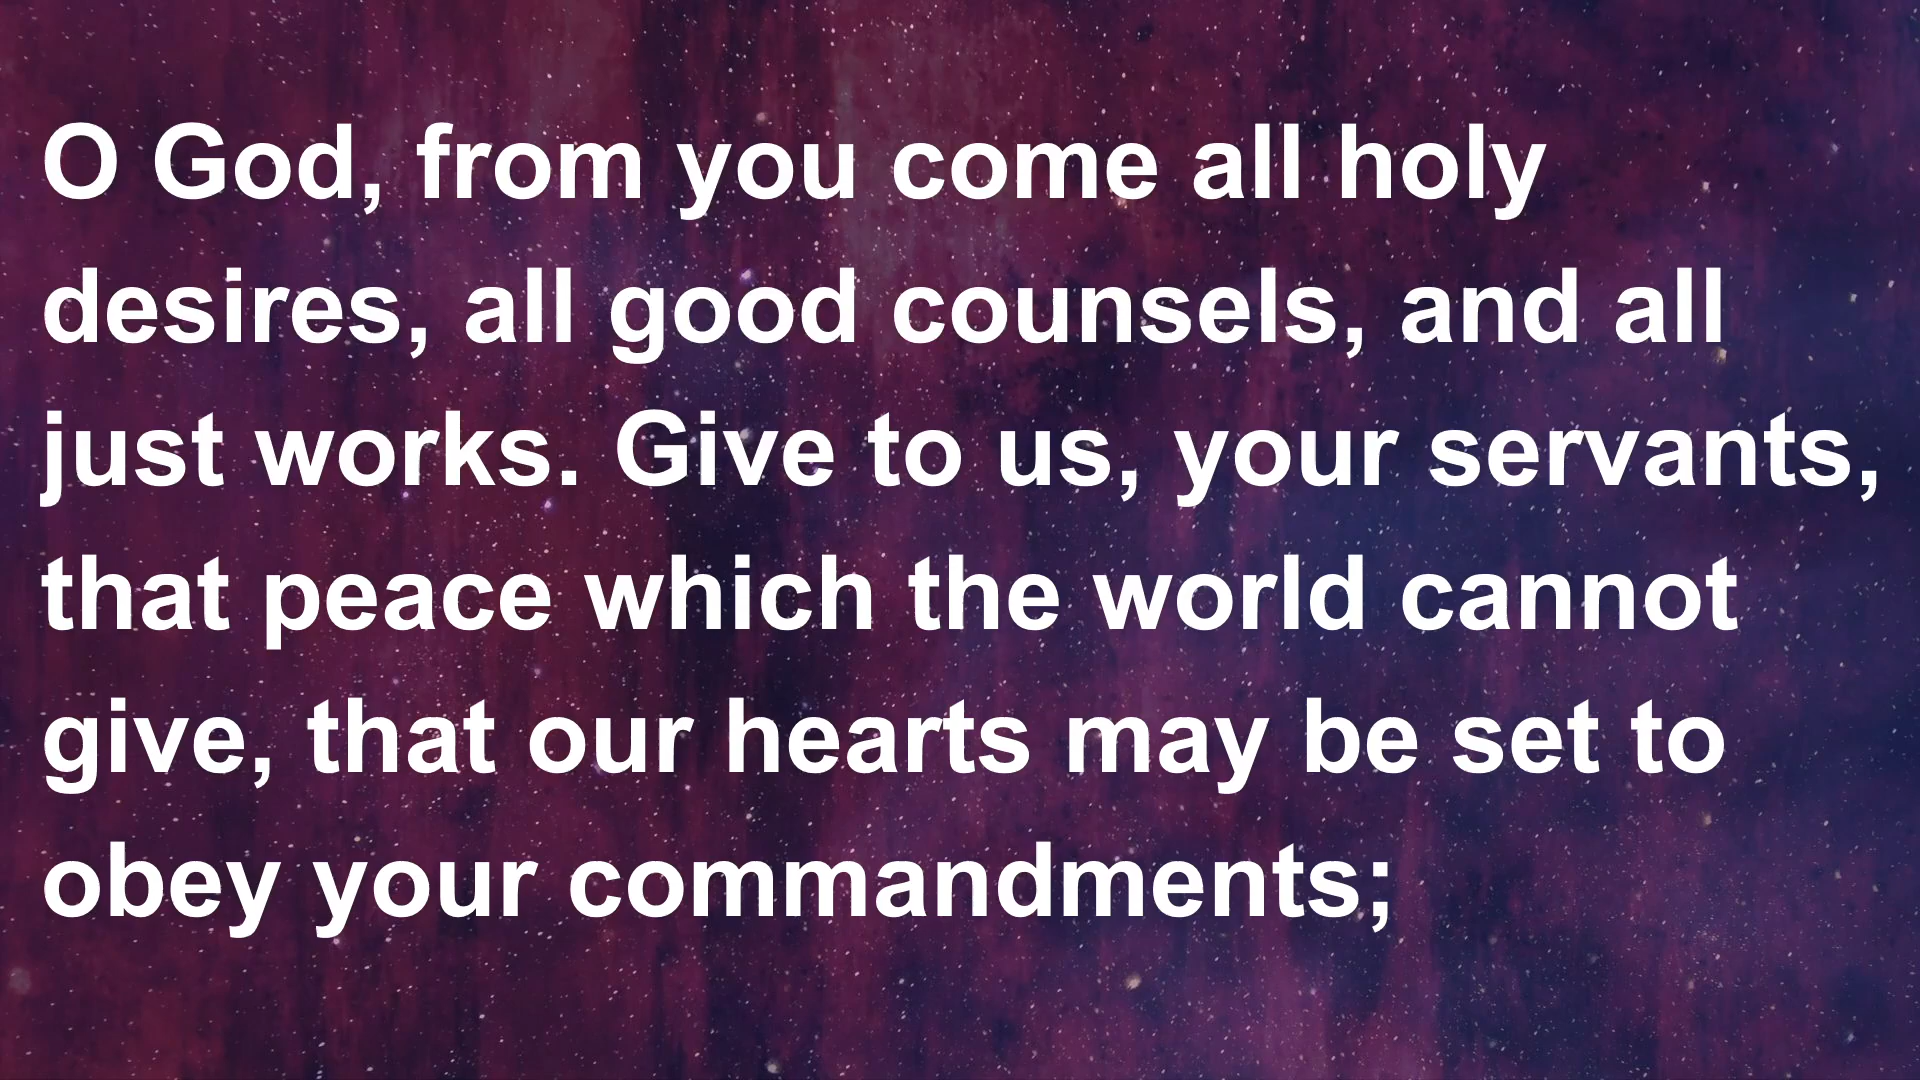 O God, from you come all holy
desires, all good counsels, and all
just works. Give to us, your servants,
that peace which the world cannot
give, that our hearts may be set to
obey your commandments;